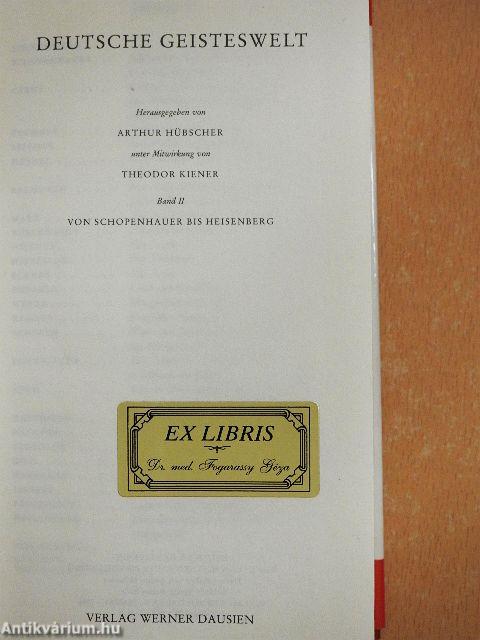 DEUTSCHE GEISTESWELT
Herausgegeben von
ARTHUR HÜBSCHER
unter Mitwirkung von
THEODOR KIENER
Band II
VON SCHOPENHAUER BIS HEISENBERG
EX LIBRIS
Dr. med. Fogarassy Géza
VERLAG WERNER DAUSIEN
Antikvárium.hu